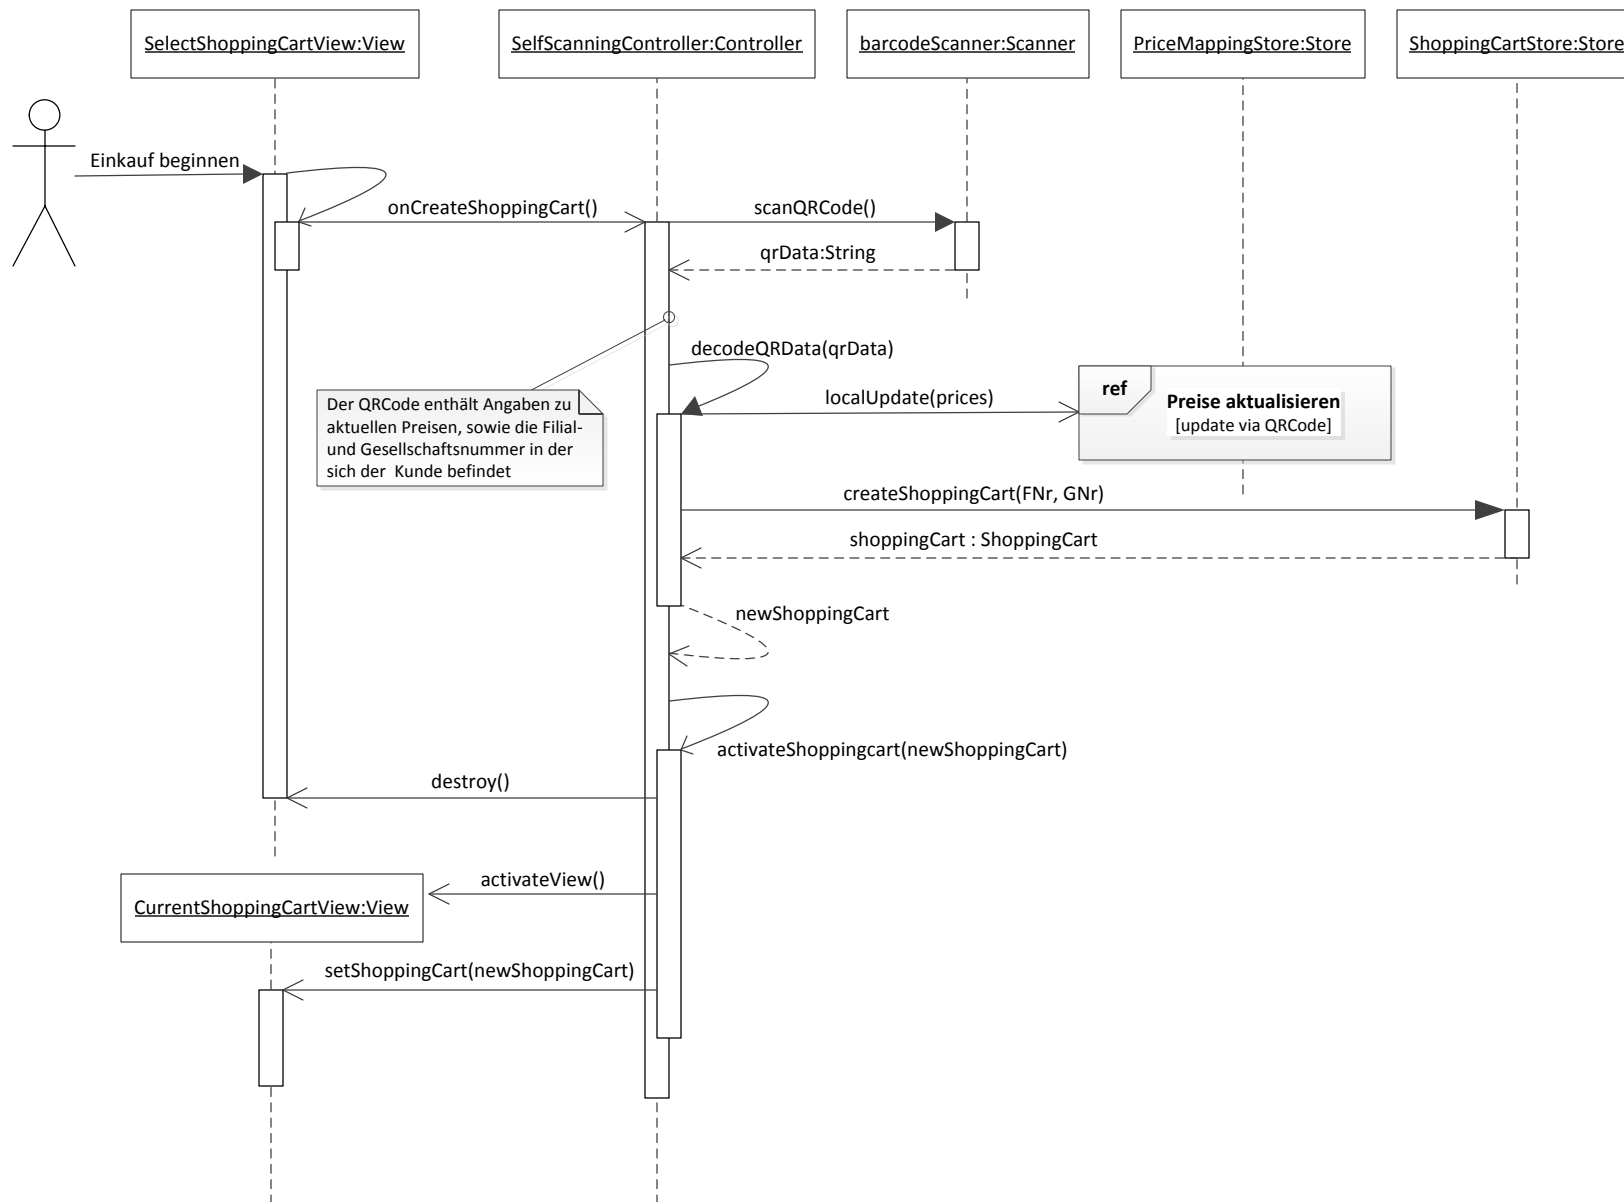 SelectShoppingCartView:View
SelfScanningController:Controller
barcodeScanner:Scanner
PriceMappingStore:Store
ShoppingCartStore:Store
Einkauf beginnen
onCreateShoppingCart()
scanQRCode()
qrData:String
decodeQRData(qrData)
Der QRCode enthält Angaben zu
aktuellen Preisen, sowie die Filial-
und Gesellschaftsnummer in der
sich der Kunde befindet
localUpdate(prices)
ref
Preise aktualisieren
[update via QRCode]
createShoppingCart(FNr, GNr)
shoppingCart : ShoppingCart
newShoppingCart
activateShoppingcart(newShoppingCart)
destroy()
activateView()
CurrentShoppingCartView:View
setShoppingCart(newShoppingCart)